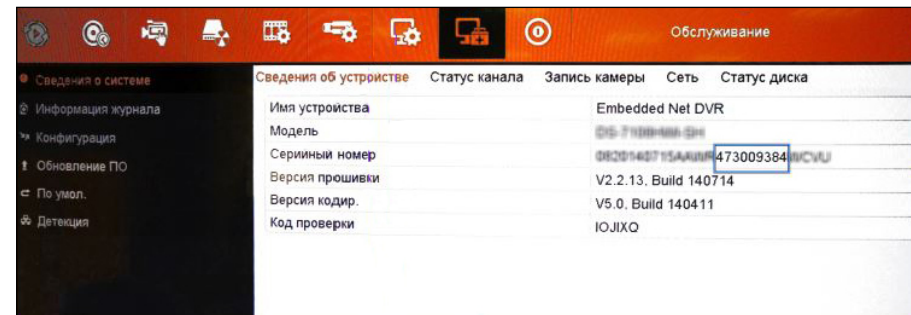 Обслуживание
Сведения о системе
Информация журнала
Конфигурация
Обновление ПО
По умол.
Детекция
Сведения об устройстве Статус канала Запись камеры Сеть Статус диска
Имя устройства Embedded Net DVR
Модель
Серийный номер 473009384
Версия прошивки V2.2.13, Build 140714
Версия кодир. V5.0, Build 140411
Код проверки IOJIXQ